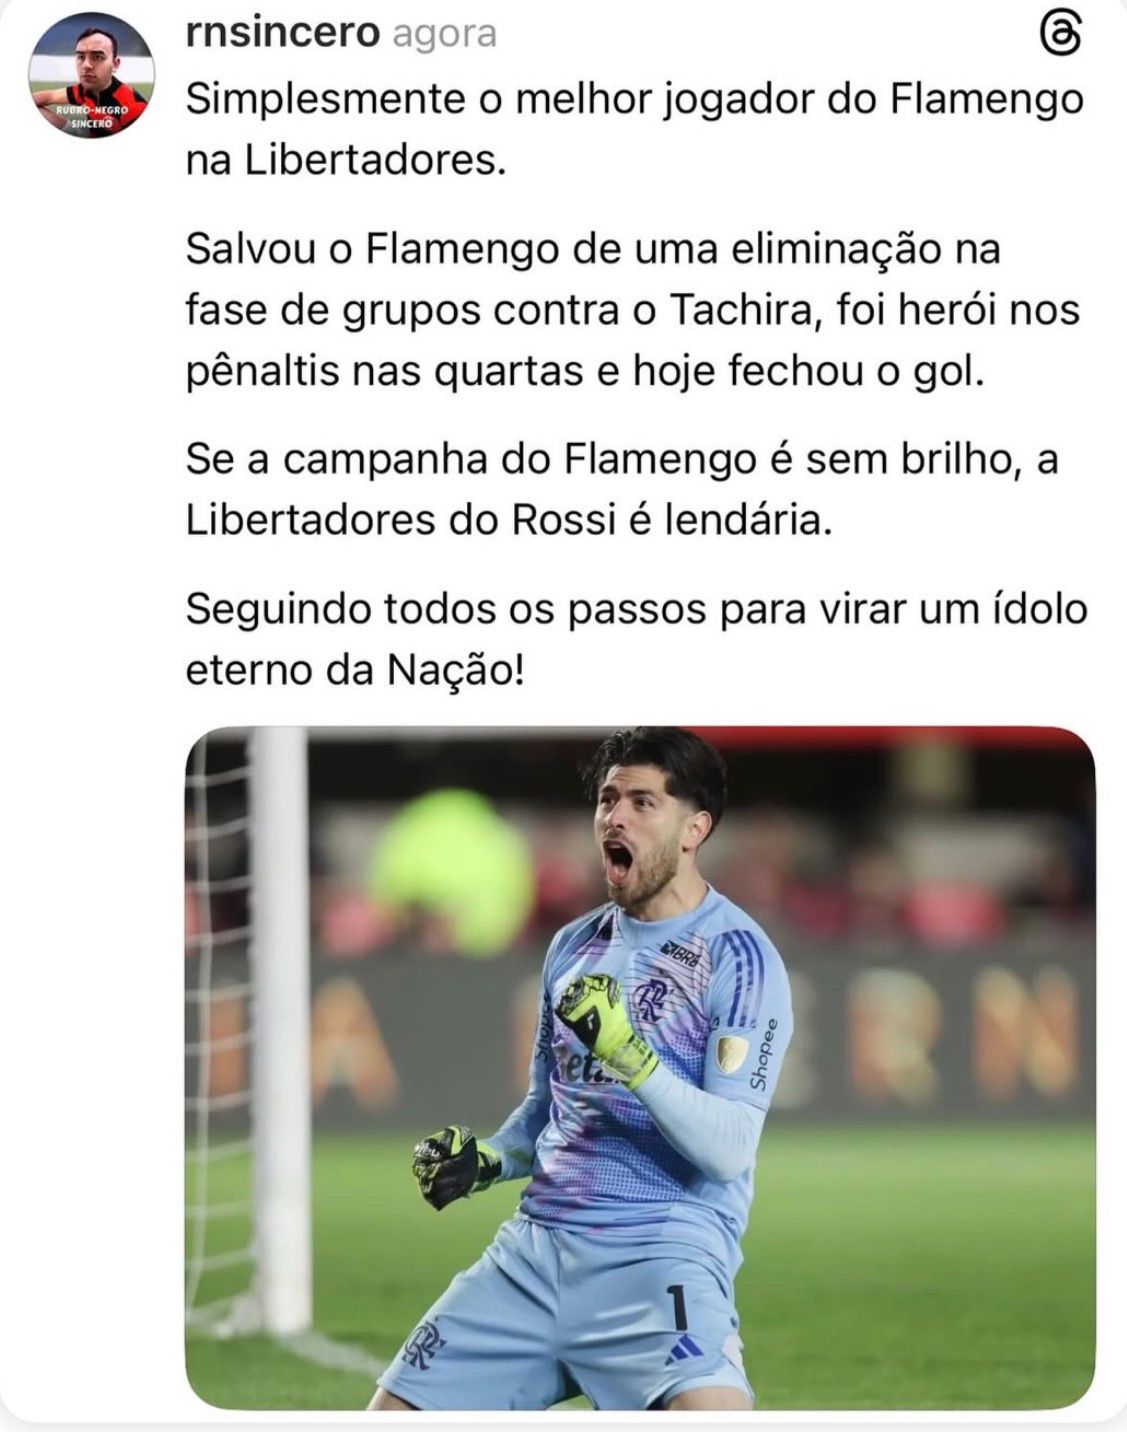 rnsincero agora
RUBRO-NEGRO
SINCERO
Simplesmente o melhor jogador do Flamengo
na Libertadores.
Salvou o Flamengo de uma eliminação na
fase de grupos contra o Tachira, foi herói nos
pênaltis nas quartas e hoje fechou o gol.
Se a campanha do Flamengo é sem brilho, a
Libertadores do Rossi é lendária.
Seguindo todos os passos para virar um ídolo
eterno da Nação!
BRB
Shopee
1